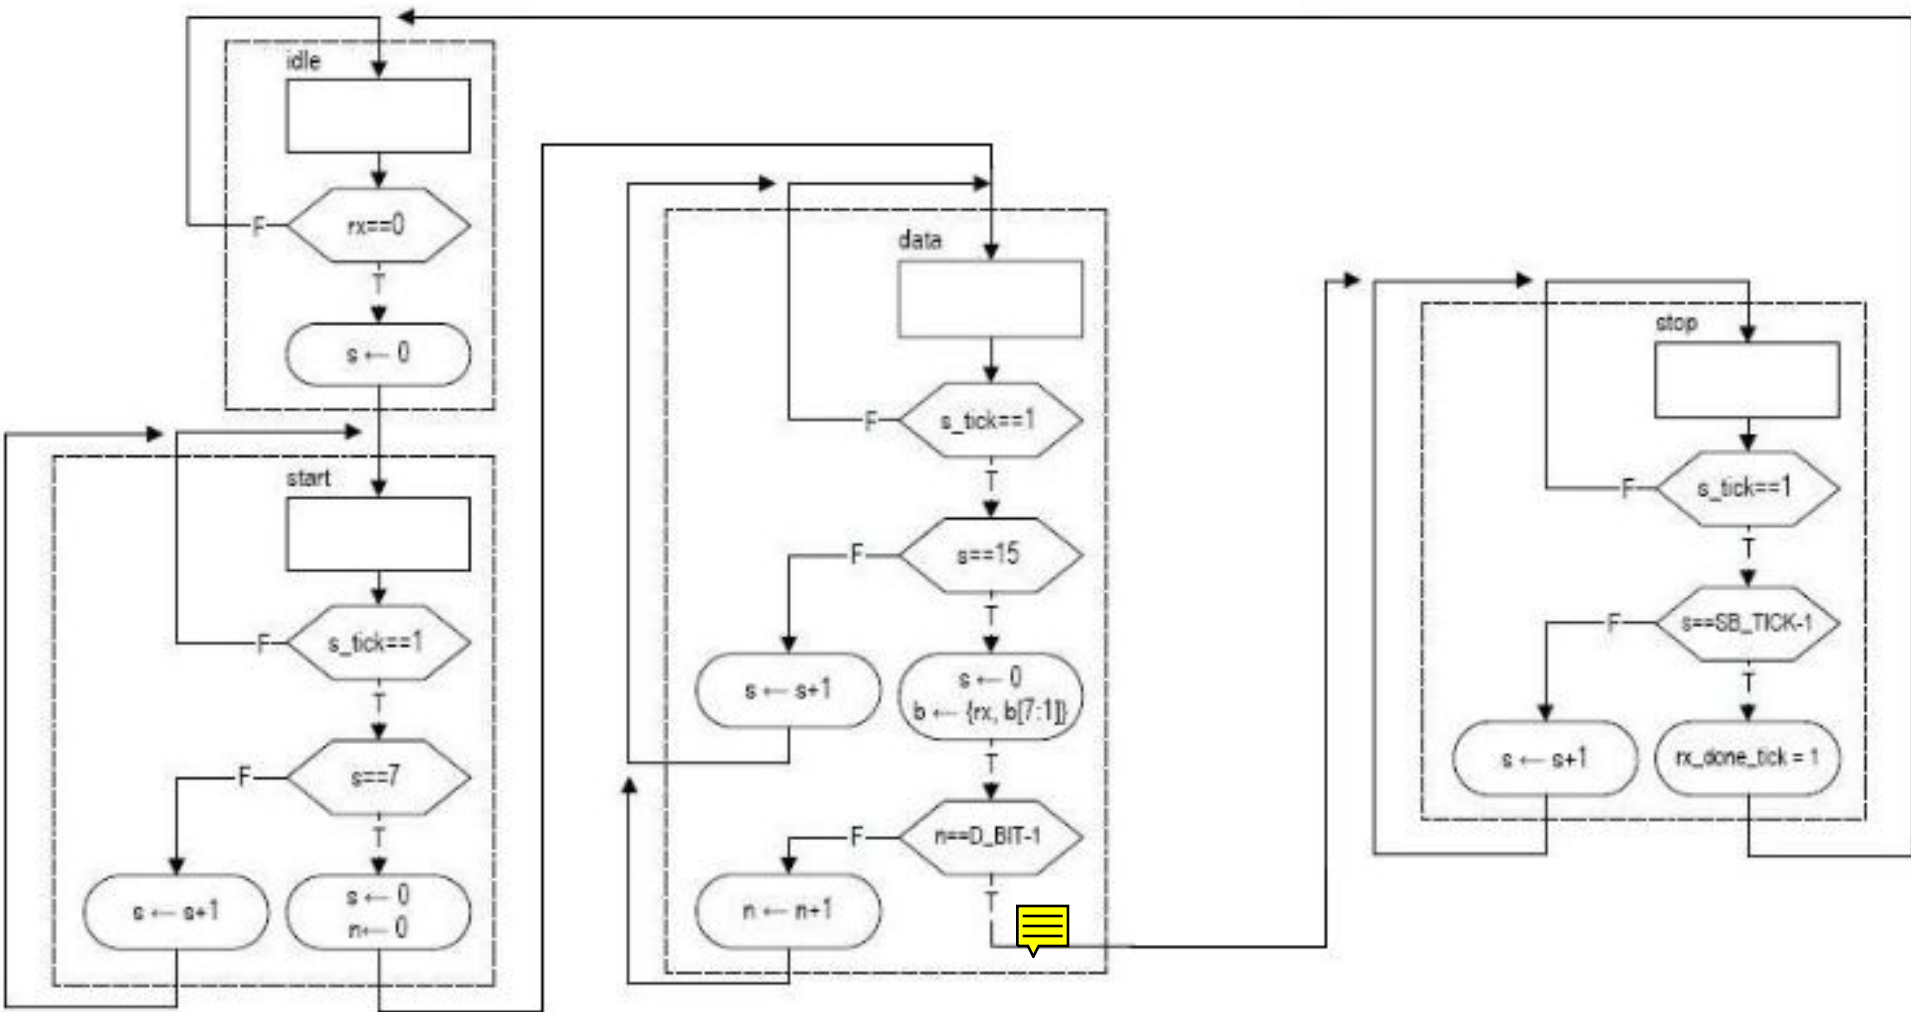 idle
rx==0
F
T
s ← 0
start
s_tick==1
F
T
s==7
F
T
s ← s+1
s ← 0
n ← 0
data
s_tick==1
F
T
s==15
F
T
s ← s+1
s ← 0
b ← {rx, b[7:1]}
T
n==D_BIT-1
F
T
n ← n+1
stop
s_tick==1
F
T
s==SB_TICK-1
F
T
s ← s+1
rx_done_tick = 1